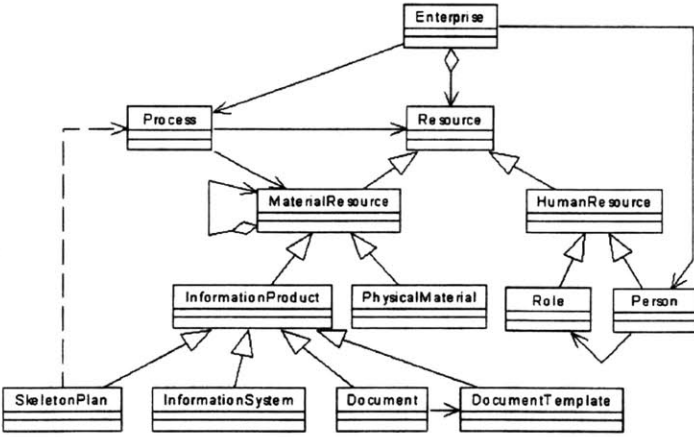 Enterprise
Process
Resource
MaterialResource
HumanResource
InformationProduct
PhysicalMaterial
Role
Person
SkeletonPlan
InformationSystem
Document
DocumentTemplate